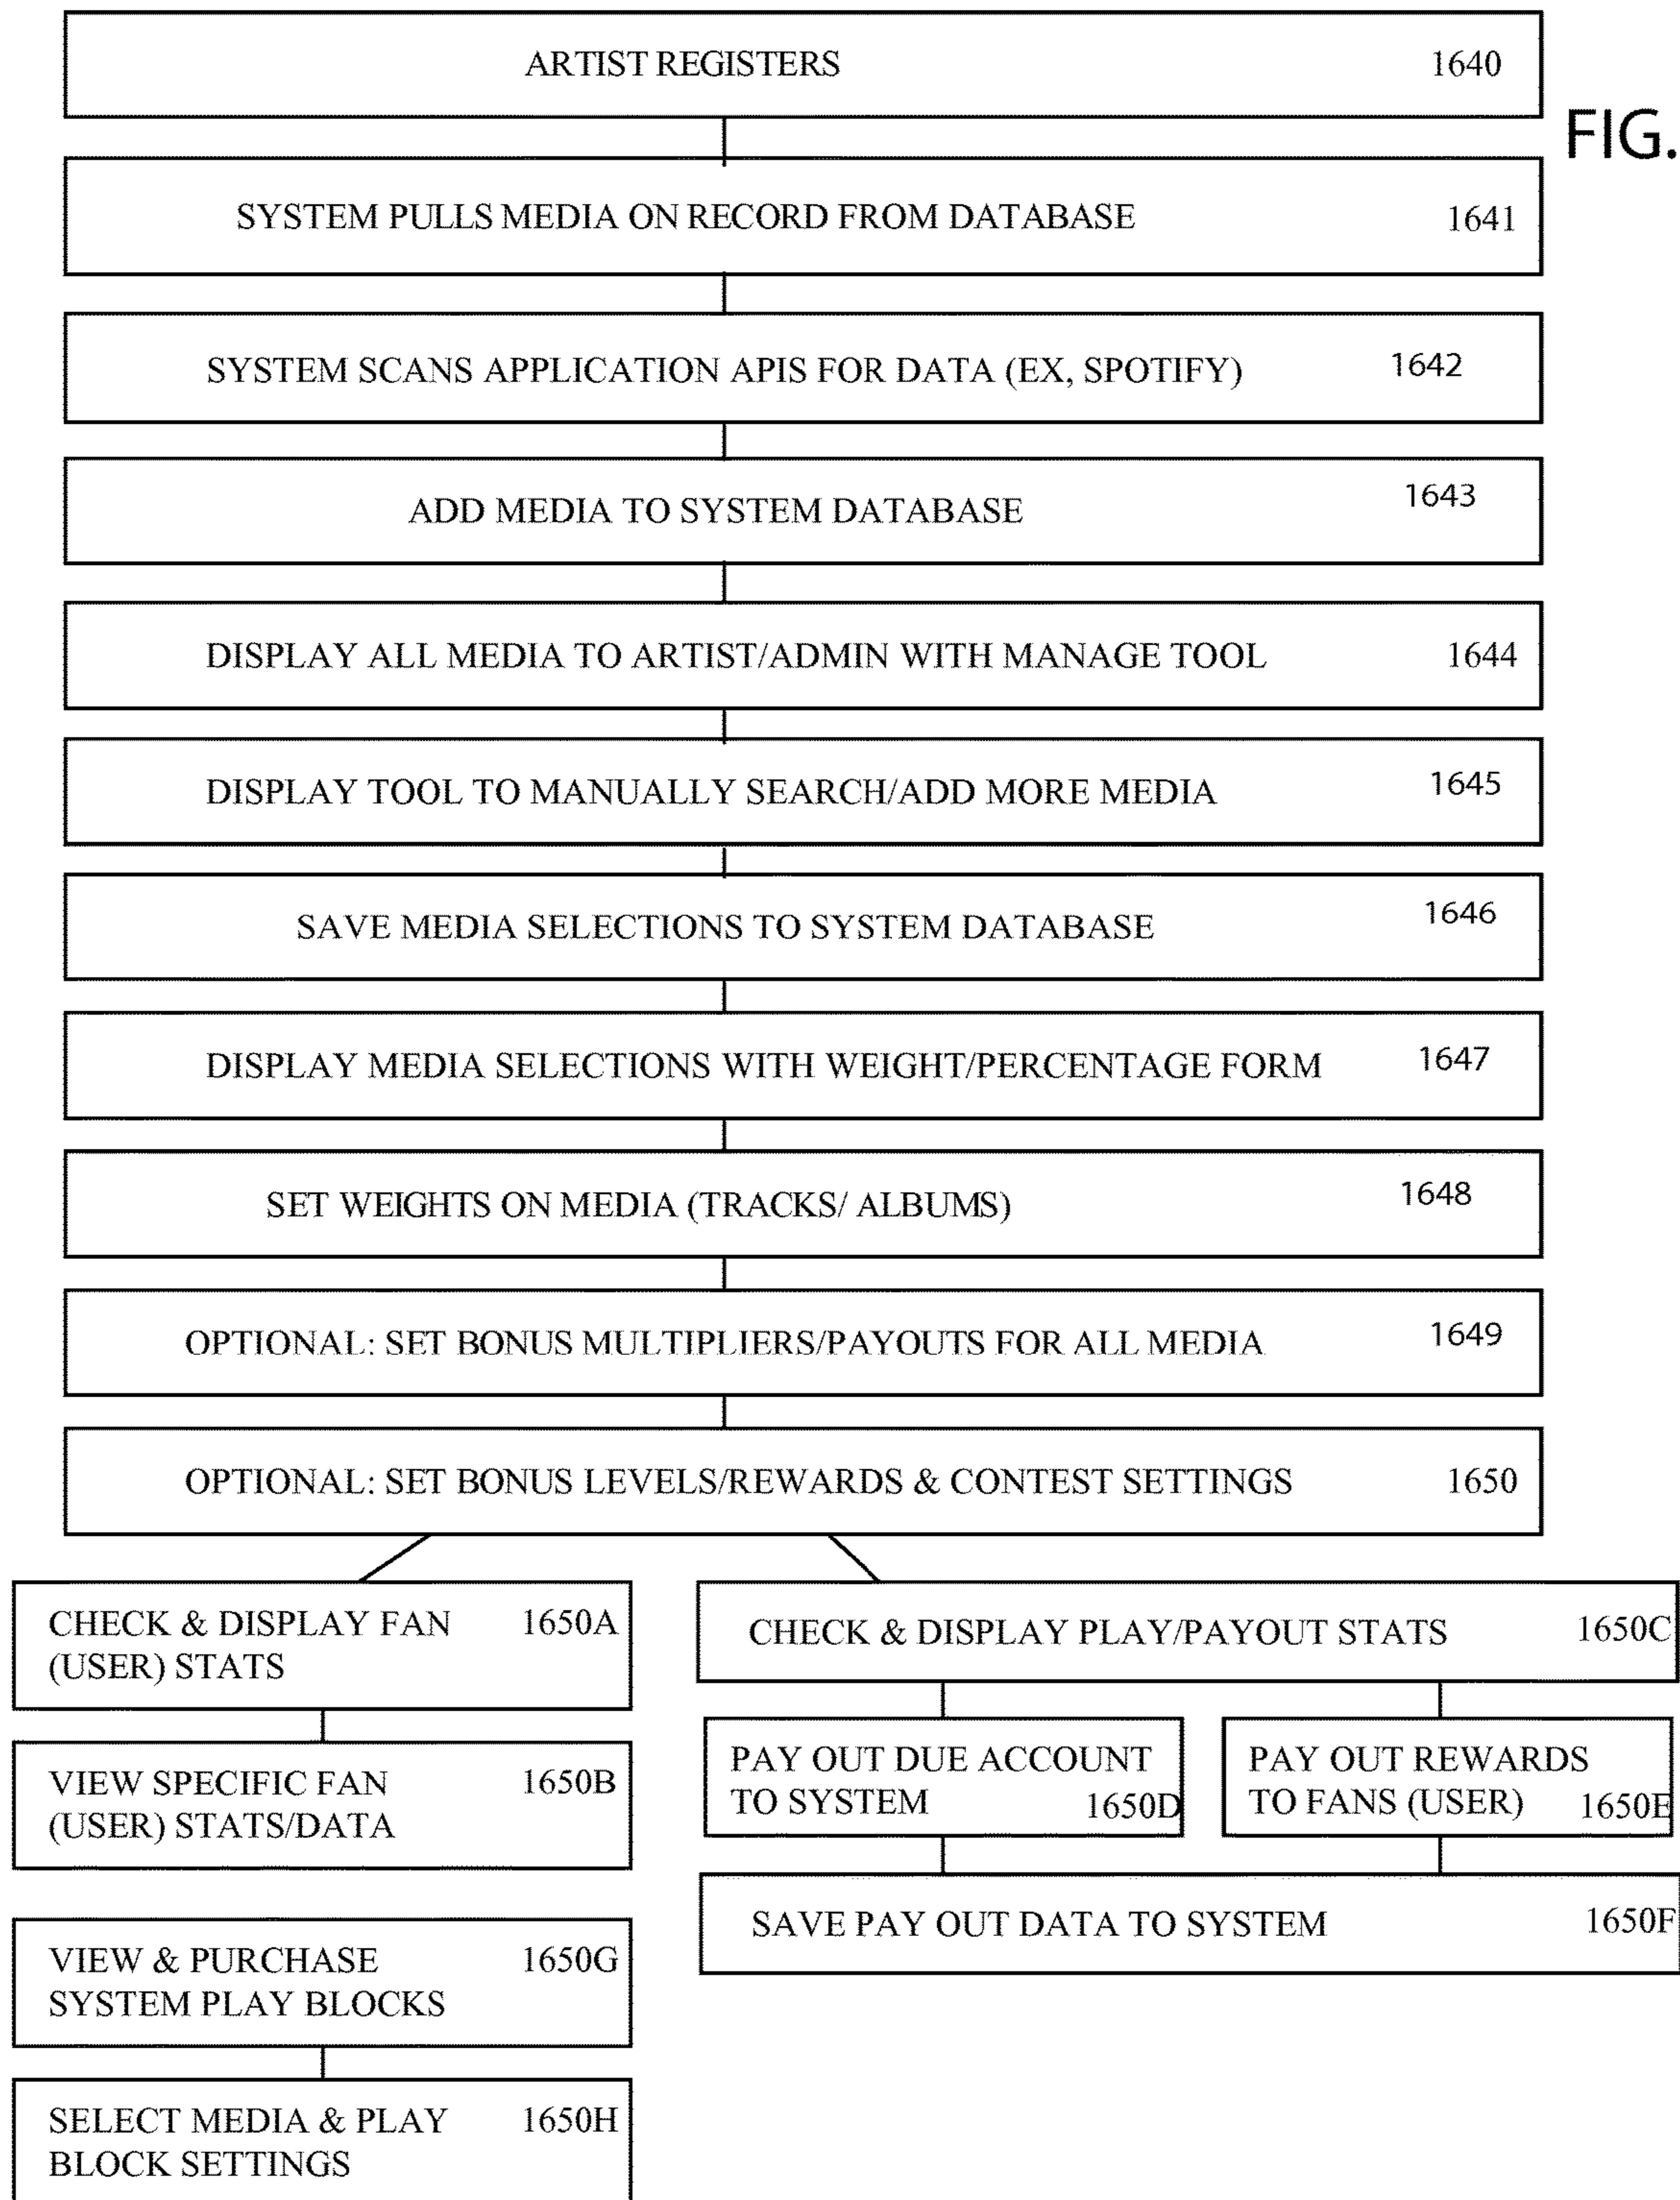 ARTIST REGISTERS 1640
FIG.
SYSTEM PULLS MEDIA ON RECORD FROM DATABASE 1641
SYSTEM SCANS APPLICATION APIS FOR DATA (EX, SPOTIFY) 1642
ADD MEDIA TO SYSTEM DATABASE 1643
DISPLAY ALL MEDIA TO ARTIST/ADMIN WITH MANAGE TOOL 1644
DISPLAY TOOL TO MANUALLY SEARCH/ADD MORE MEDIA 1645
SAVE MEDIA SELECTIONS TO SYSTEM DATABASE 1646
DISPLAY MEDIA SELECTIONS WITH WEIGHT/PERCENTAGE FORM 1647
SET WEIGHTS ON MEDIA (TRACKS/ ALBUMS) 1648
OPTIONAL: SET BONUS MULTIPLIERS/PAYOUTS FOR ALL MEDIA 1649
OPTIONAL: SET BONUS LEVELS/REWARDS & CONTEST SETTINGS 1650
CHECK & DISPLAY FAN 1650A
(USER) STATS
VIEW SPECIFIC FAN 1650B
(USER) STATS/DATA
CHECK & DISPLAY PLAY/PAYOUT STATS 1650C
PAY OUT DUE ACCOUNT
TO SYSTEM 1650D
PAY OUT REWARDS
TO FANS (USER) 1650E
SAVE PAY OUT DATA TO SYSTEM 1650F
VIEW & PURCHASE 1650G
SYSTEM PLAY BLOCKS
SELECT MEDIA & PLAY 1650H
BLOCK SETTINGS